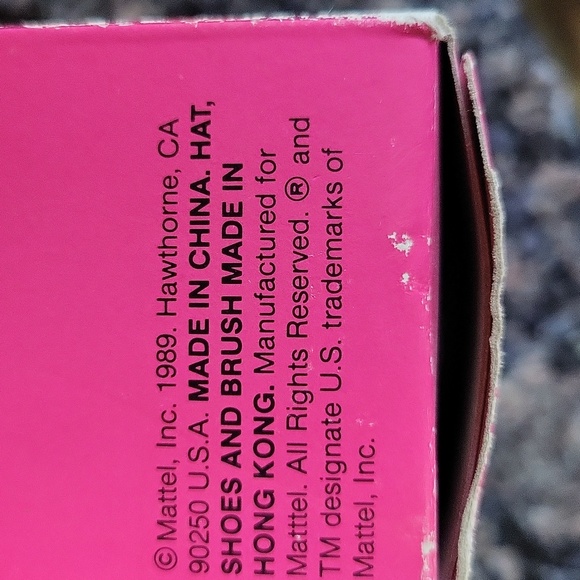 © Mattel, Inc. 1989. Hawthorne, CA
90250 U.S.A. MADE IN CHINA. HAT,
SHOES AND BRUSH MADE IN
HONG KONG. Manufactured for
Matttel. All Rights Reserved. ® and
TM designate U.S. trademarks of
Mattel, Inc.